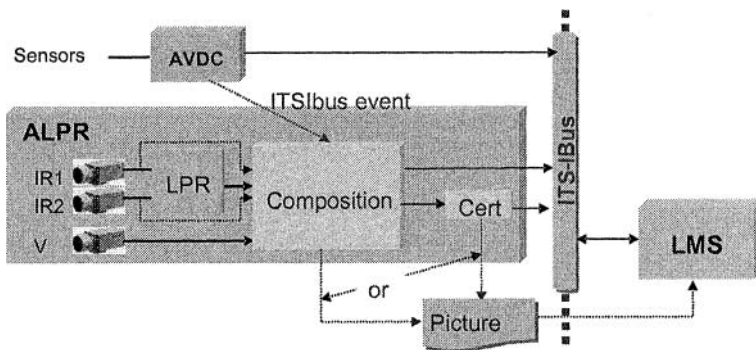 Sensors
AVDC
ITSIbus event
ALPR
IR1
IR2
V
LPR
Composition
Cert
ITS-IBus
LMS
or
Picture